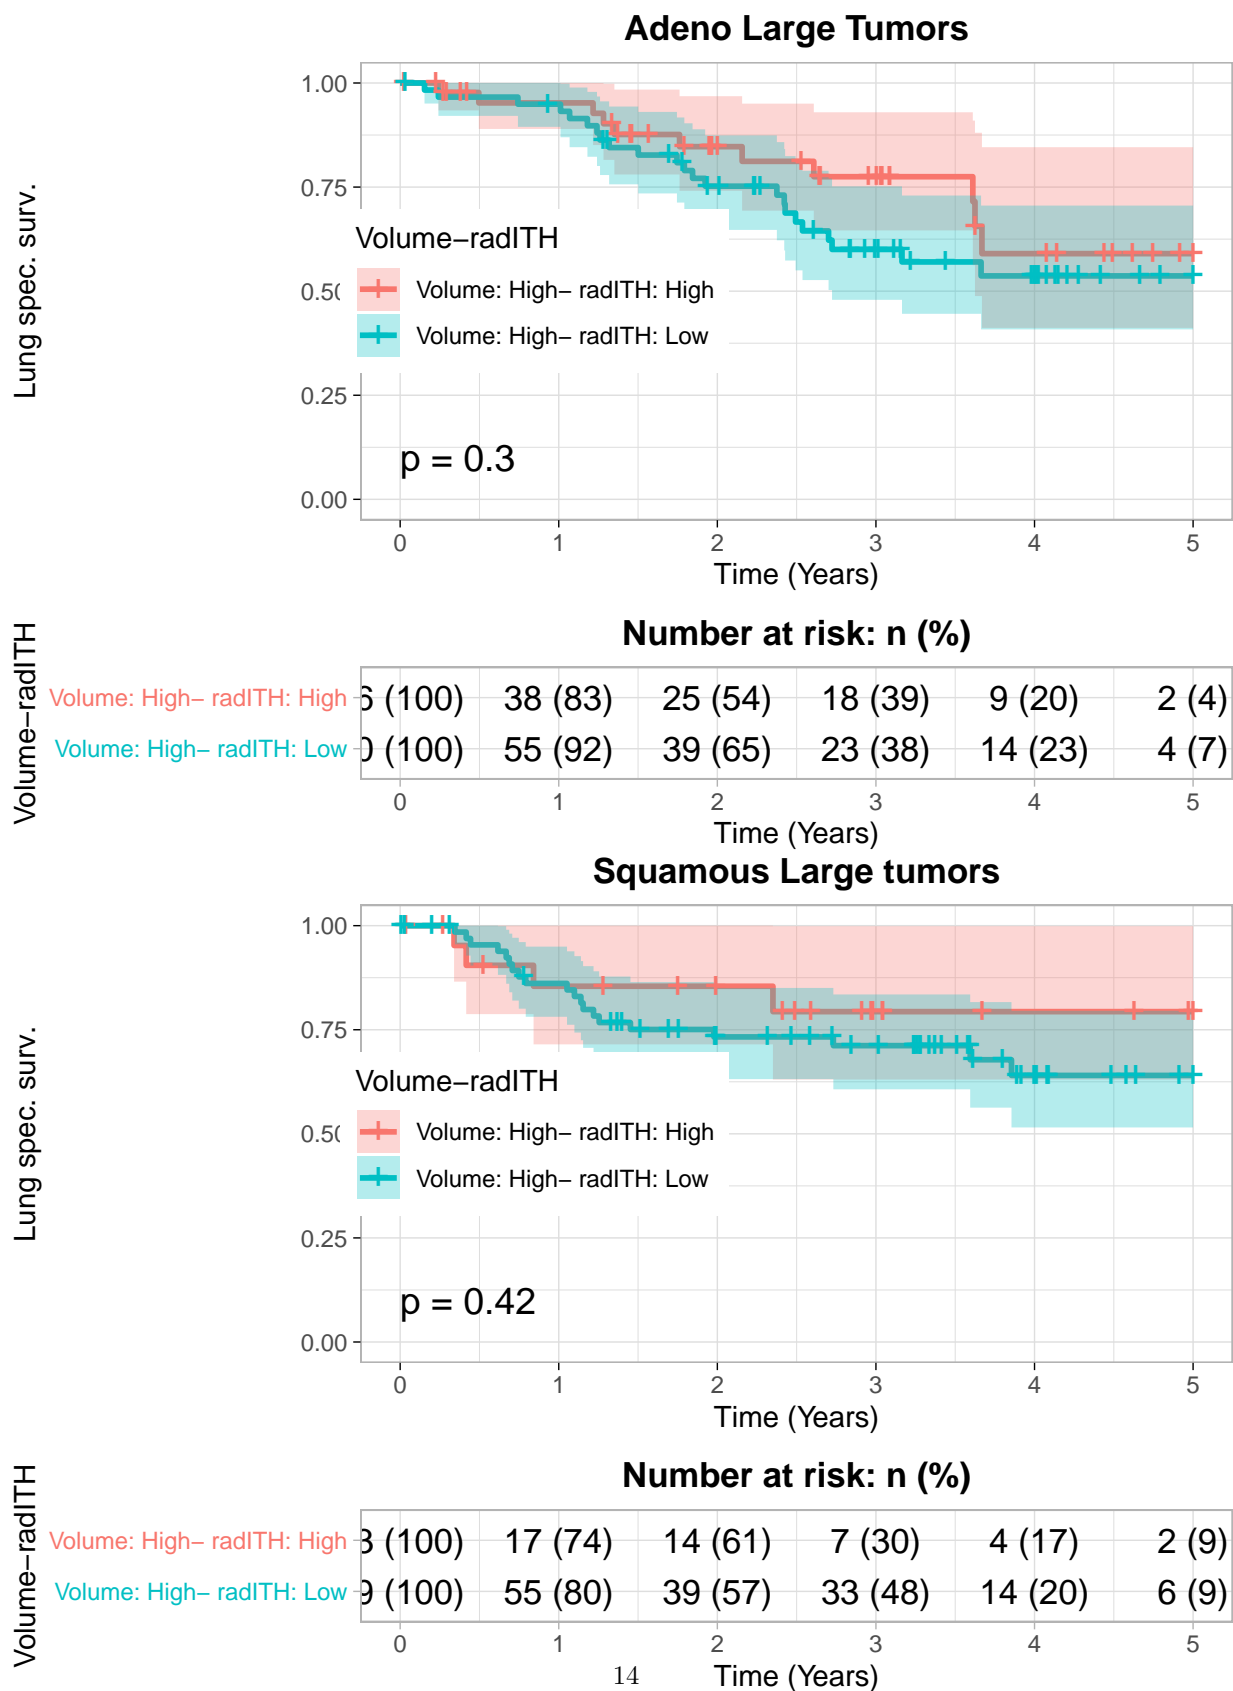 Adeno Large Tumors
Lung spec. surv.
1.00
0.75
0.50
0.25
0.00
Volume−radITH
Volume: High− radITH: High
Volume: High− radITH: Low
p = 0.3
0 1 2 3 4 5
Time (Years)
Number at risk: n (%)
Volume−radITH
Volume: High− radITH: High 6 (100) 38 (83) 25 (54) 18 (39) 9 (20) 2 (4)
Volume: High− radITH: Low 0 (100) 55 (92) 39 (65) 23 (38) 14 (23) 4 (7)
0 1 2 3 4 5
Time (Years)
Squamous Large tumors
Lung spec. surv.
1.00
0.75
0.50
0.25
0.00
Volume−radITH
Volume: High− radITH: High
Volume: High− radITH: Low
p = 0.42
0 1 2 3 4 5
Time (Years)
Number at risk: n (%)
Volume−radITH
Volume: High− radITH: High 3 (100) 17 (74) 14 (61) 7 (30) 4 (17) 2 (9)
Volume: High− radITH: Low 9 (100) 55 (80) 39 (57) 33 (48) 14 (20) 6 (9)
0 1 2 3 4 5
Time (Years)
14